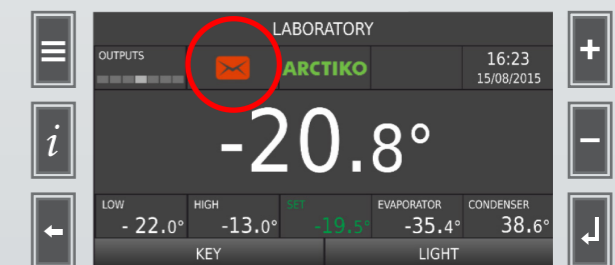 LABORATORY
OUTPUTS
ARCTIKO
16:23
15/08/2015
i
-20.8°
LOW HIGH SET EVAPORATOR CONDENSER
- 22.0° -13.0° -19.5° -35.4° 38.6°
KEY LIGHT